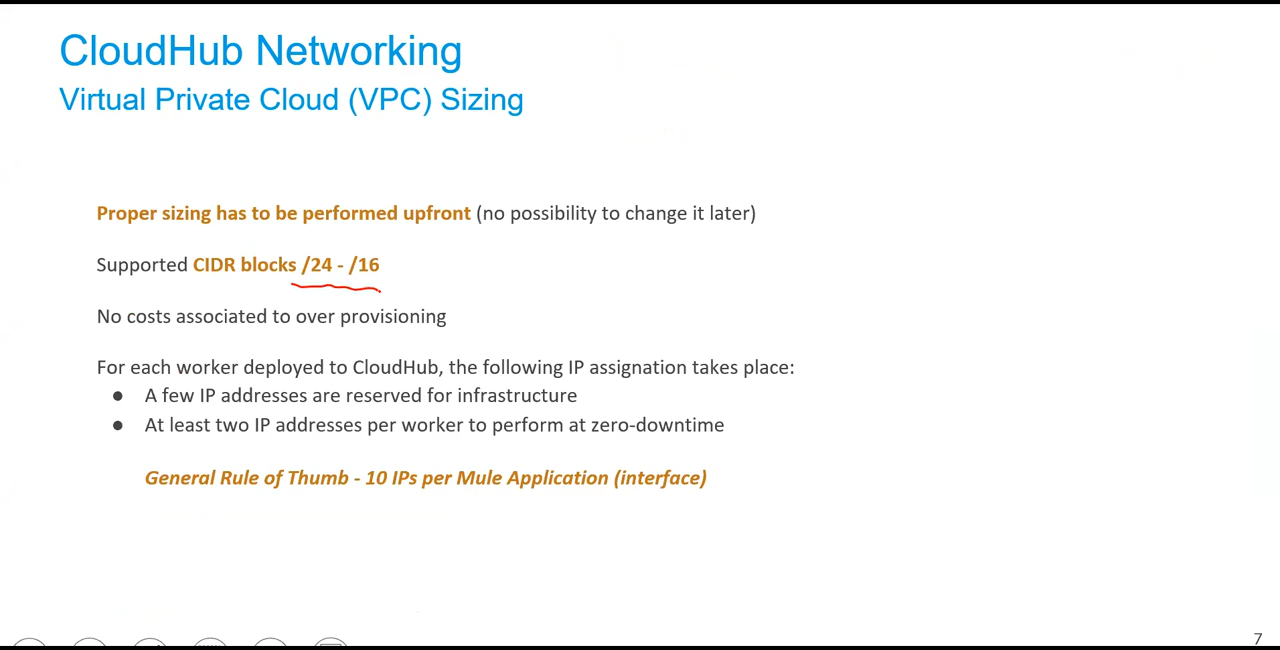 CloudHub Networking
Virtual Private Cloud (VPC) Sizing
Proper sizing has to be performed upfront (no possibility to change it later)
Supported CIDR blocks /24 - /16
No costs associated to over provisioning
For each worker deployed to CloudHub, the following IP assignation takes place:
● A few IP addresses are reserved for infrastructure
● At least two IP addresses per worker to perform at zero-downtime
General Rule of Thumb - 10 IPs per Mule Application (interface)
7